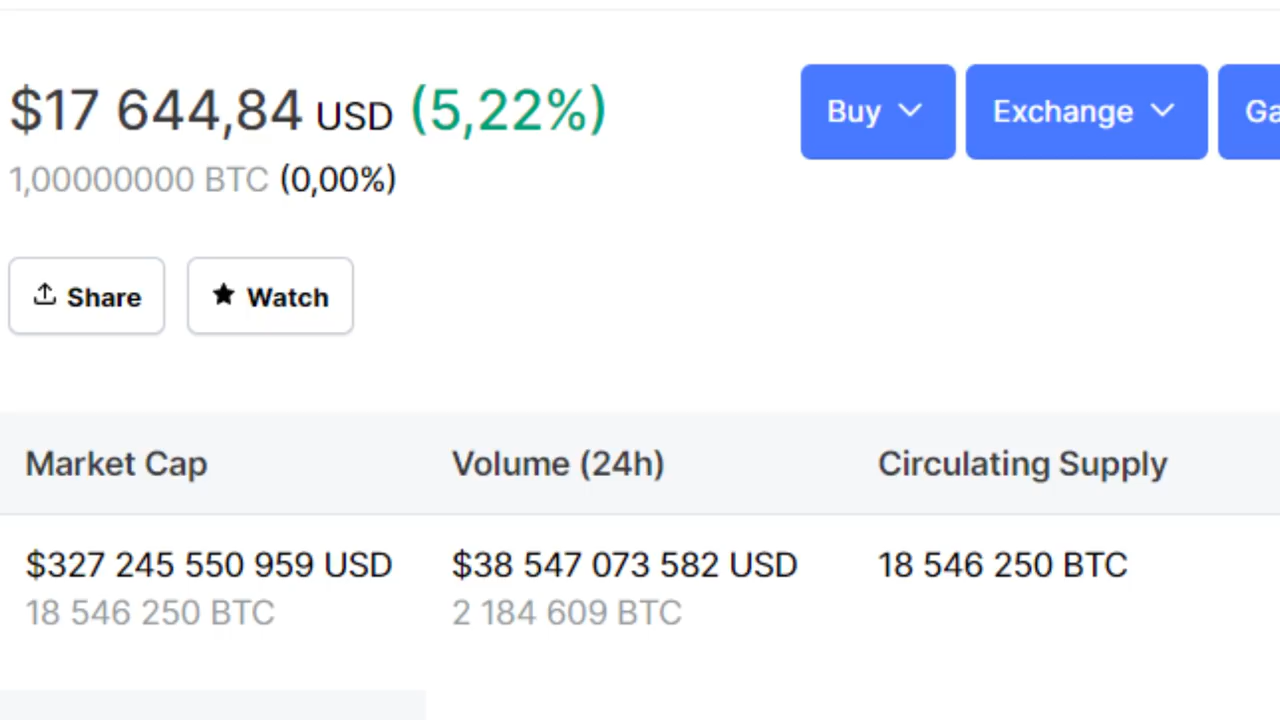 $17 644,84 USD (5,22%)
1,00000000 BTC (0,00%)
Buy
Exchange
Ga
Share
Watch
Market Cap
Volume (24h)
Circulating Supply
$327 245 550 959 USD
$38 547 073 582 USD
18 546 250 BTC
18 546 250 BTC
2 184 609 BTC